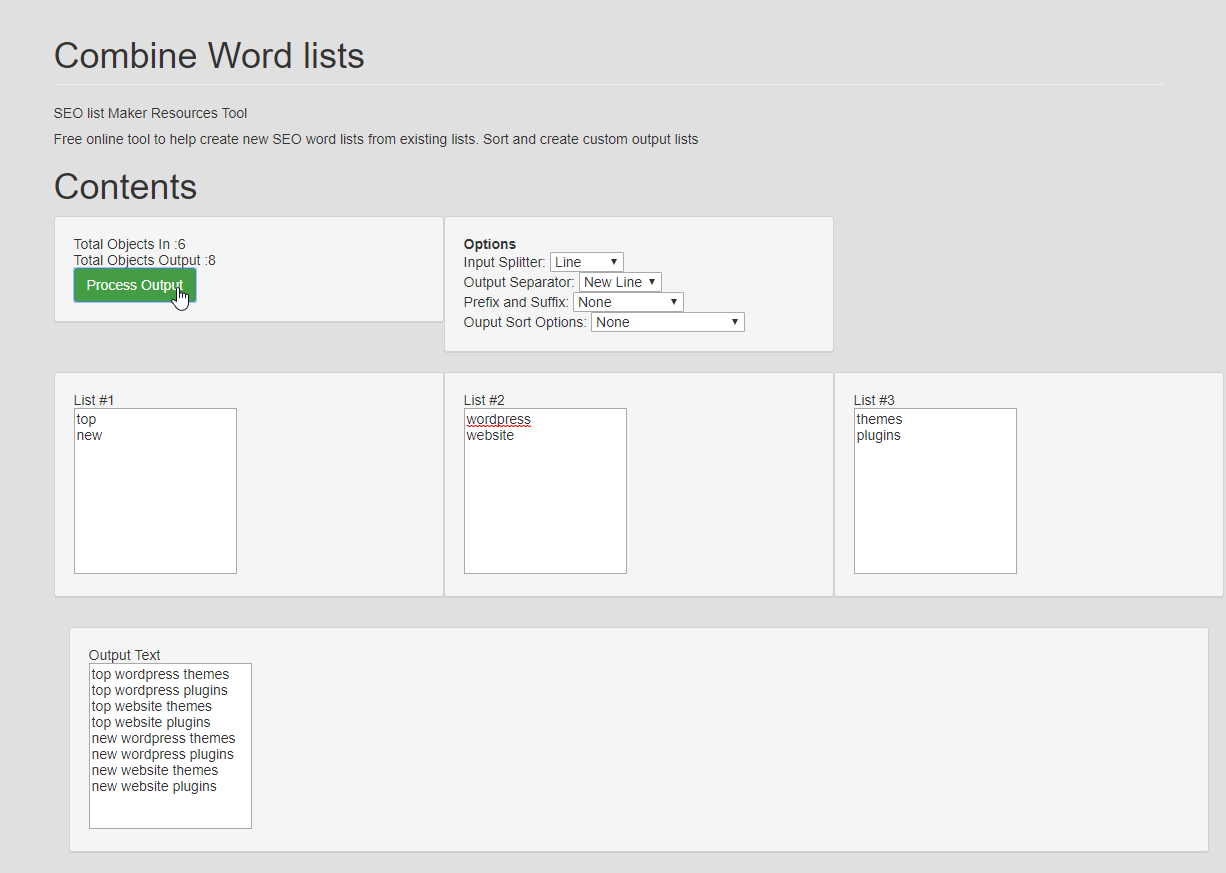 Combine Word lists
SEO list Maker Resources Tool
Free online tool to help create new SEO word lists from existing lists. Sort and create custom output lists
Contents
Total Objects In :6
Total Objects Output :8
Process Output
Options
Input Splitter: Line
Output Separator: New Line
Prefix and Suffix: None
Ouput Sort Options: None
List #1
top
new
List #2
wordpress
website
List #3
themes
plugins
Output Text
top wordpress themes
top wordpress plugins
top website themes
top website plugins
new wordpress themes
new wordpress plugins
new website themes
new website plugins